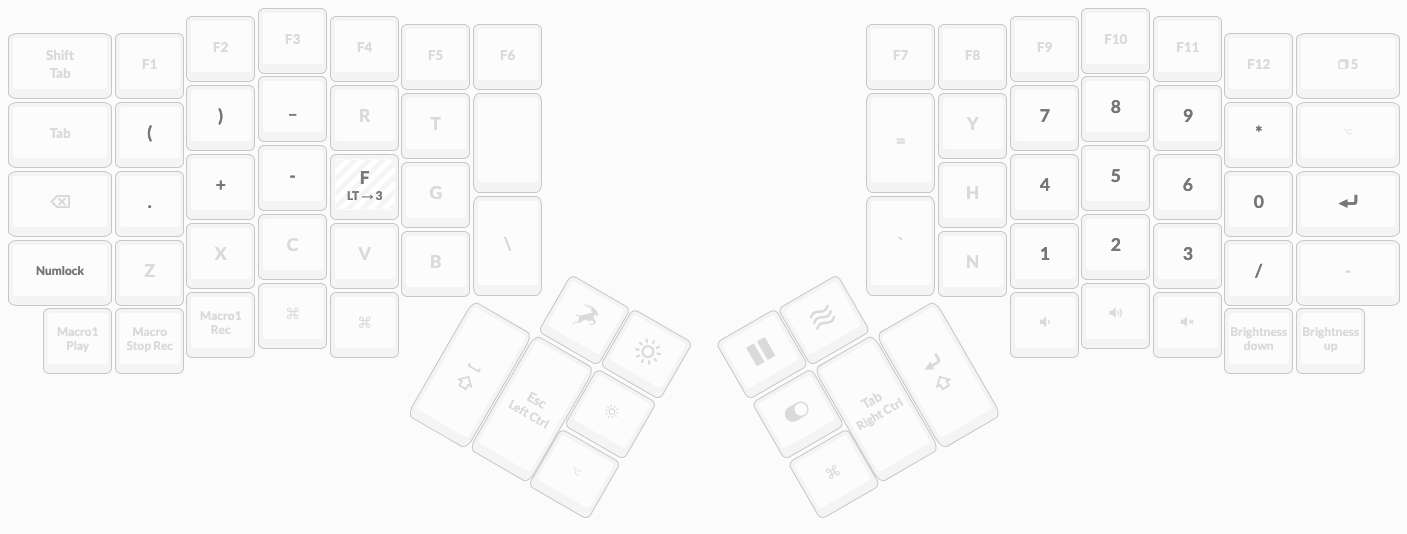 Shift
Tab
F1
F2
F3
F4
F5
F6
F7
F8
F9
F10
F11
F12
5
Tab
(
)
–
R
T
=
Y
7
8
9
*
.
+
-
F
LT→3
G
H
4
5
6
0
Numlock
Z
X
C
V
B
\
`
N
1
2
3
/
-
Macro1
Play
Macro
Stop Rec
Macro1
Rec
⌘
⌘
Brightness
down
Brightness
up
Esc
Left Ctrl
Tab
Right Ctrl
⌘